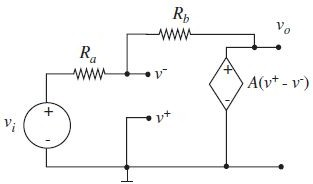 R_b
v_o
R_a
v^-
+
A(v^+ - v^-)
-
v^+
+
v_i
-